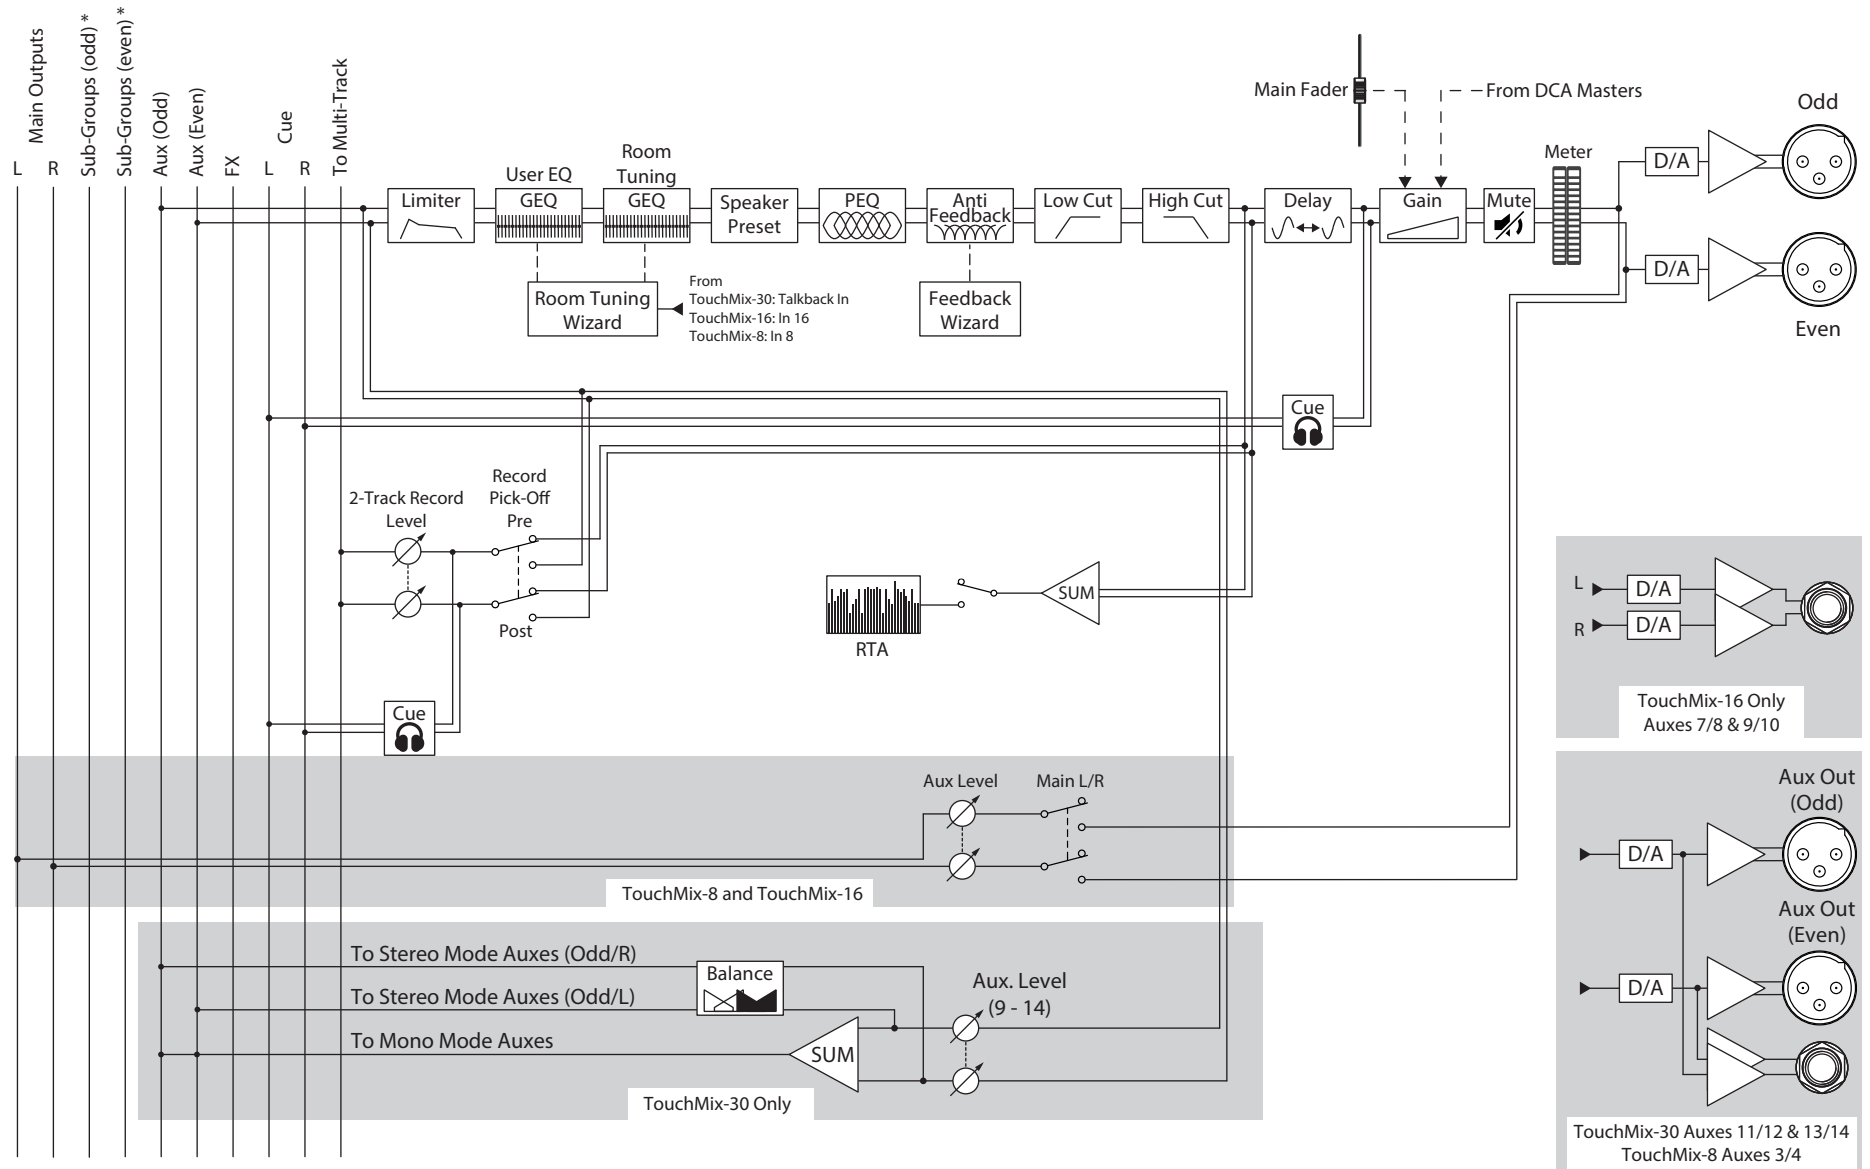 Main Outputs
L
R
Sub-Groups (odd) *
Sub-Groups (even) *
Aux (Odd)
Aux (Even)
FX
Cue
L
R
To Multi-Track
Limiter
User EQ
GEQ
Room
Tuning
GEQ
Speaker
Preset
PEQ
Anti
Feedback
Low Cut
High Cut
Delay
Main Fader
From DCA Masters
Gain
Mute
Meter
D/A
Odd
D/A
Even
Room Tuning
Wizard
From
TouchMix-30: Talkback In
TouchMix-16: In 16
TouchMix-8: In 8
Feedback
Wizard
Cue
2-Track Record
Level
Record
Pick-Off
Pre
Post
RTA
SUM
Cue
L
D/A
R
D/A
TouchMix-16 Only
Auxes 7/8 & 9/10
Aux Level
Main L/R
TouchMix-8 and TouchMix-16
To Stereo Mode Auxes (Odd/R)
To Stereo Mode Auxes (Odd/L)
To Mono Mode Auxes
Balance
SUM
Aux. Level
(9 - 14)
TouchMix-30 Only
Aux Out
(Odd)
D/A
Aux Out
(Even)
D/A
TouchMix-30 Auxes 11/12 & 13/14
TouchMix-8 Auxes 3/4